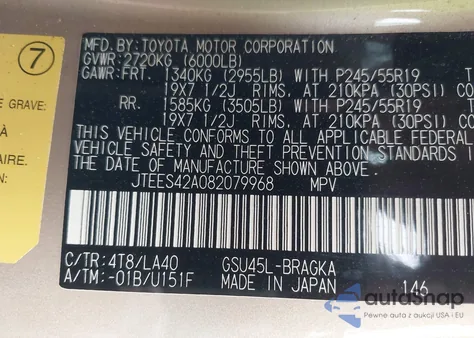 7
E GRAVE:
À
AIRE.
MFD. BY: TOYOTA MOTOR CORPORATION
GVWR: 2720KG (6000LB)
GAWR: FRT. 1340KG (2955LB) WITH P245/55R19
19X7 1/2J RIMS, AT 210KPA (30PSI) COLD
RR. 1585KG (3505LB) WITH P245/55R19
19X7 1/2J RIMS, AT 210KPA (30PSI)
THIS VEHICLE CONFORMS TO ALL APPLICABLE FEDERAL
VEHICLE SAFETY AND THEFT PREVENTION STANDARDS
THE DATE OF MANUFACTURE SHOWN ABOVE.
JTEES42A082079968 MPV
C/TR: 4T8/LA40 GSU45L-BRAGKA
A/TM: -01B/U151F MADE IN JAPAN 146
autoSnap
Pewne auta z aukcji USA i EU